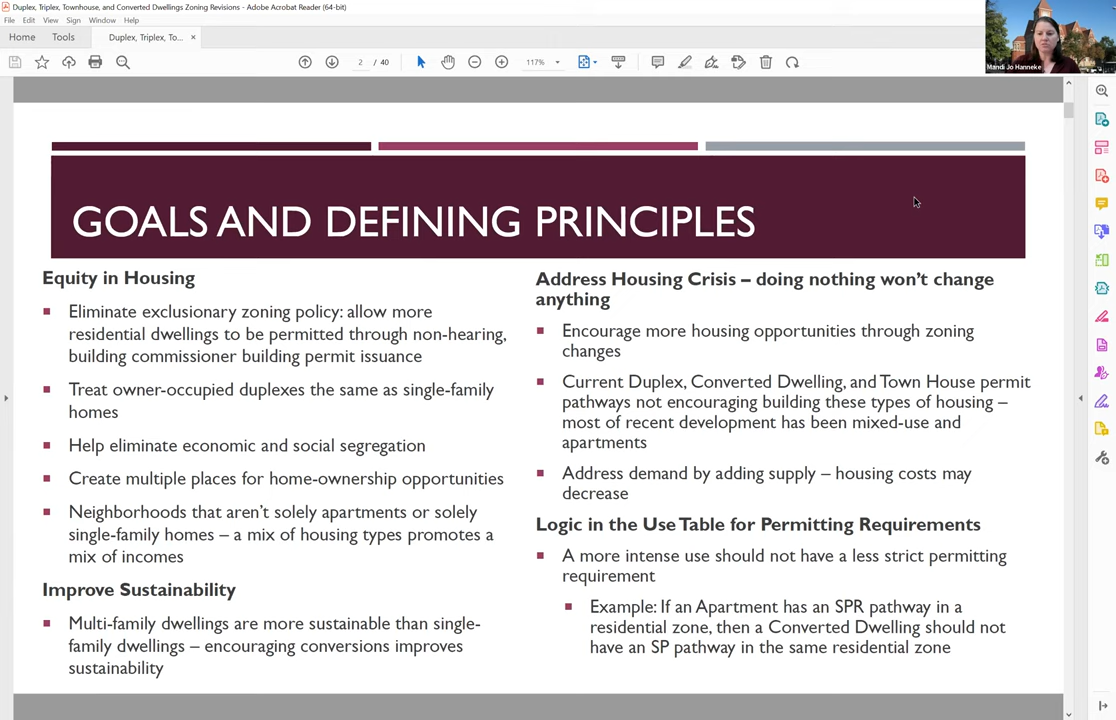 Duplex, Triplex, Townhouse, and Converted Dwellings Zoning Revisions - Adobe Acrobat Reader (64-bit)
File Edit View Sign Window Help
Home Tools Duplex, Triplex, To... ×
2 / 40 117%
Mandi Jo Hanneke
GOALS AND DEFINING PRINCIPLES
Equity in Housing
▪ Eliminate exclusionary zoning policy: allow more
residential dwellings to be permitted through non-hearing,
building commissioner building permit issuance
▪ Treat owner-occupied duplexes the same as single-family
homes
▪ Help eliminate economic and social segregation
▪ Create multiple places for home-ownership opportunities
▪ Neighborhoods that aren't solely apartments or solely
single-family homes – a mix of housing types promotes a
mix of incomes
Improve Sustainability
▪ Multi-family dwellings are more sustainable than single-
family dwellings – encouraging conversions improves
sustainability
Address Housing Crisis – doing nothing won't change
anything
▪ Encourage more housing opportunities through zoning
changes
▪ Current Duplex, Converted Dwelling, and Town House permit
pathways not encouraging building these types of housing –
most of recent development has been mixed-use and
apartments
▪ Address demand by adding supply – housing costs may
decrease
Logic in the Use Table for Permitting Requirements
▪ A more intense use should not have a less strict permitting
requirement
▪ Example: If an Apartment has an SPR pathway in a
residential zone, then a Converted Dwelling should not
have an SP pathway in the same residential zone